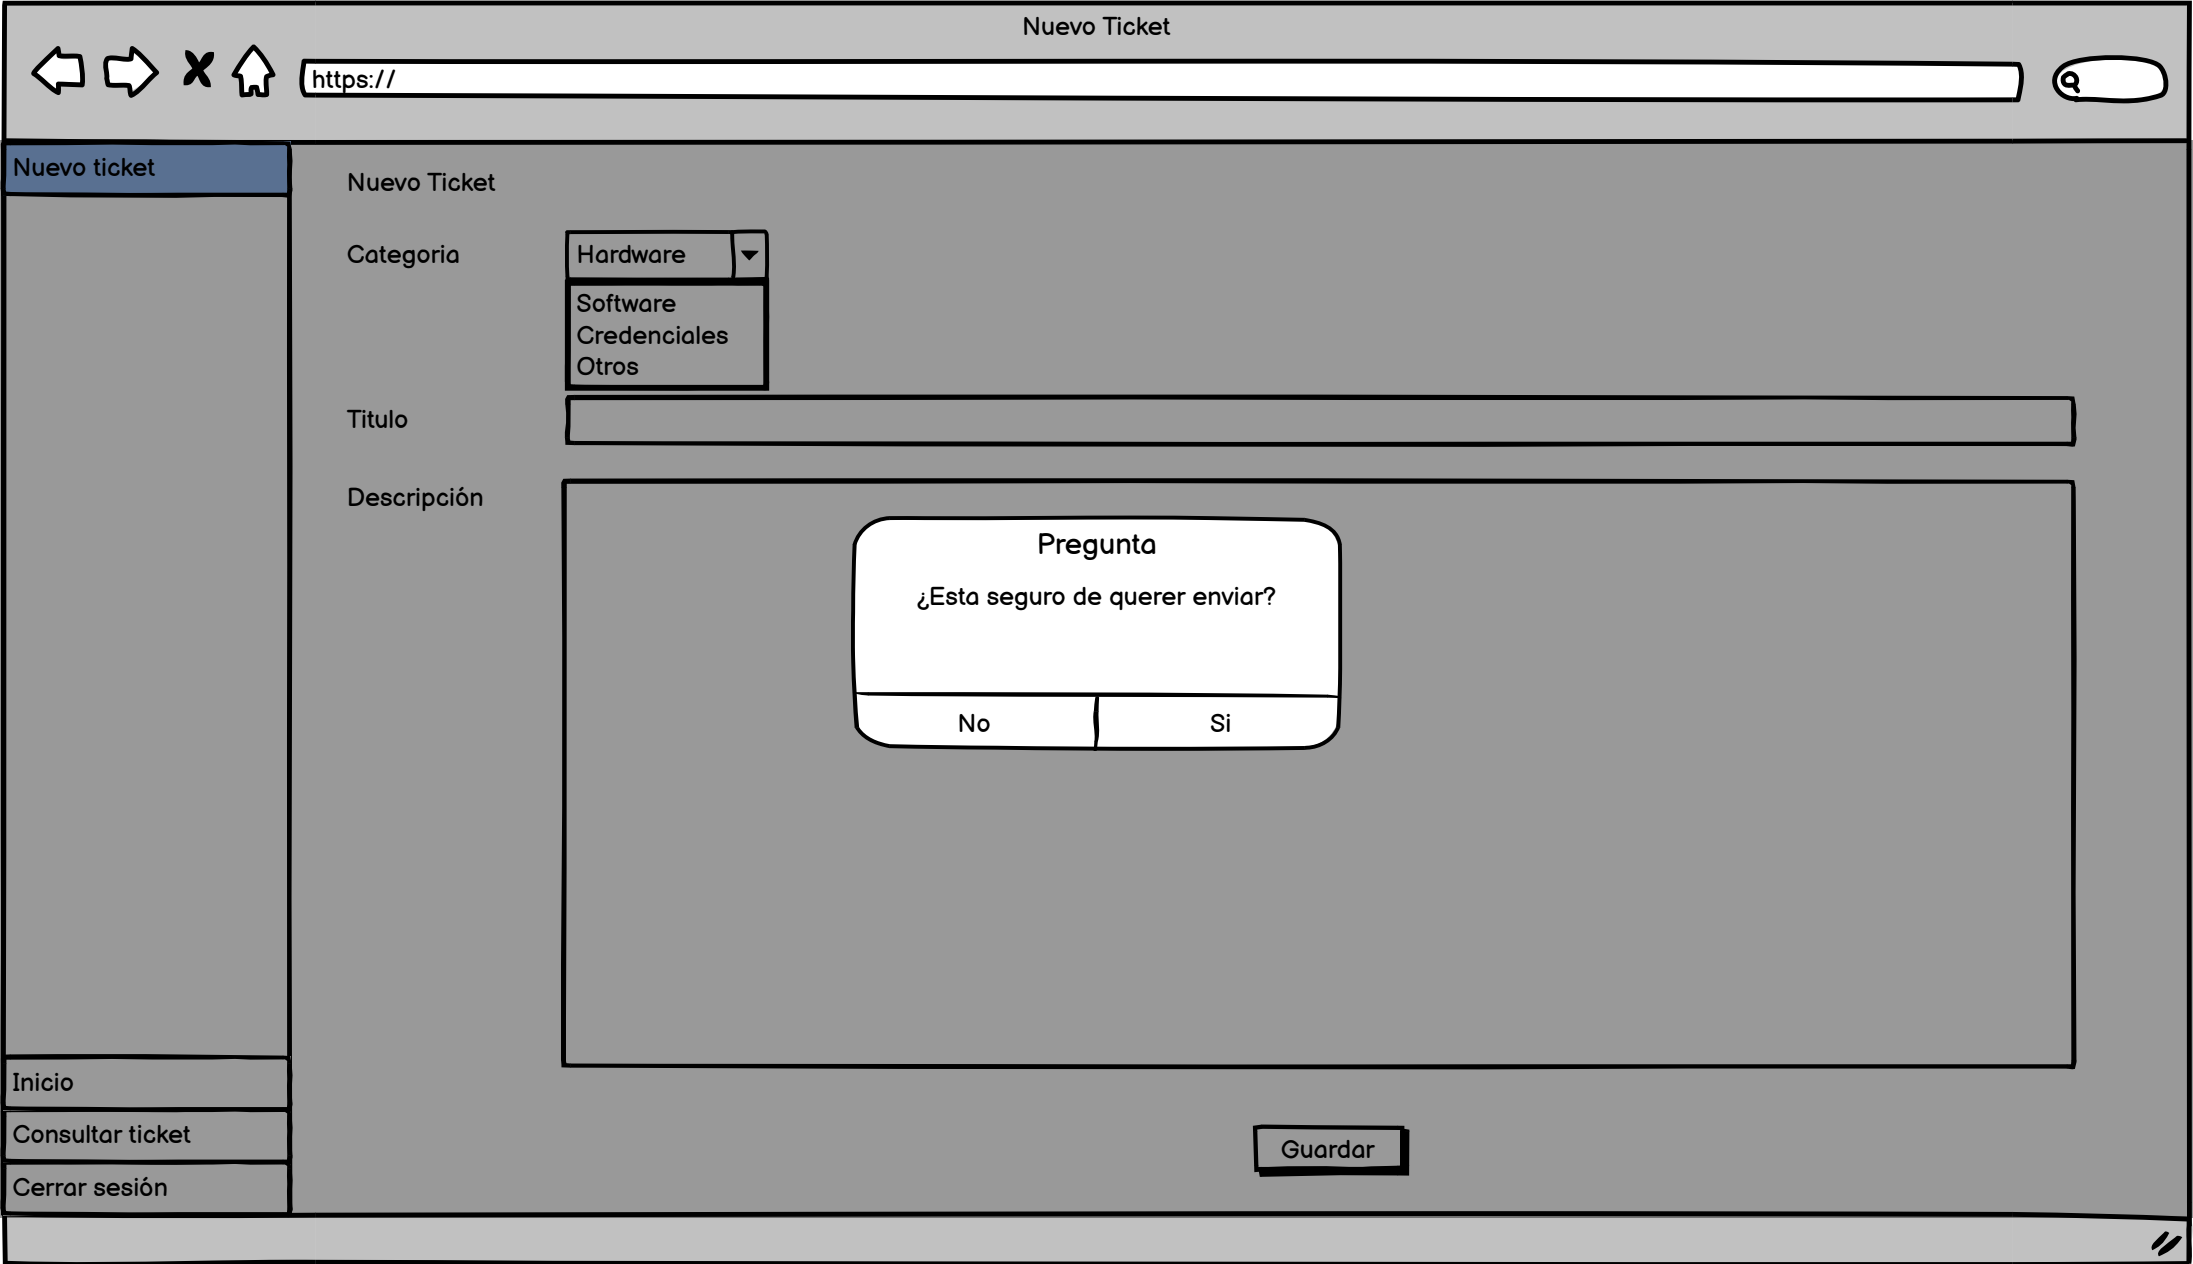 Nuevo Ticket
https://
Nuevo ticket
Nuevo Ticket
Categoria
Hardware
Software
Credenciales
Otros
Titulo
Descripción
Pregunta
¿Esta seguro de querer enviar?
No
Si
Inicio
Consultar ticket
Cerrar sesión
Guardar